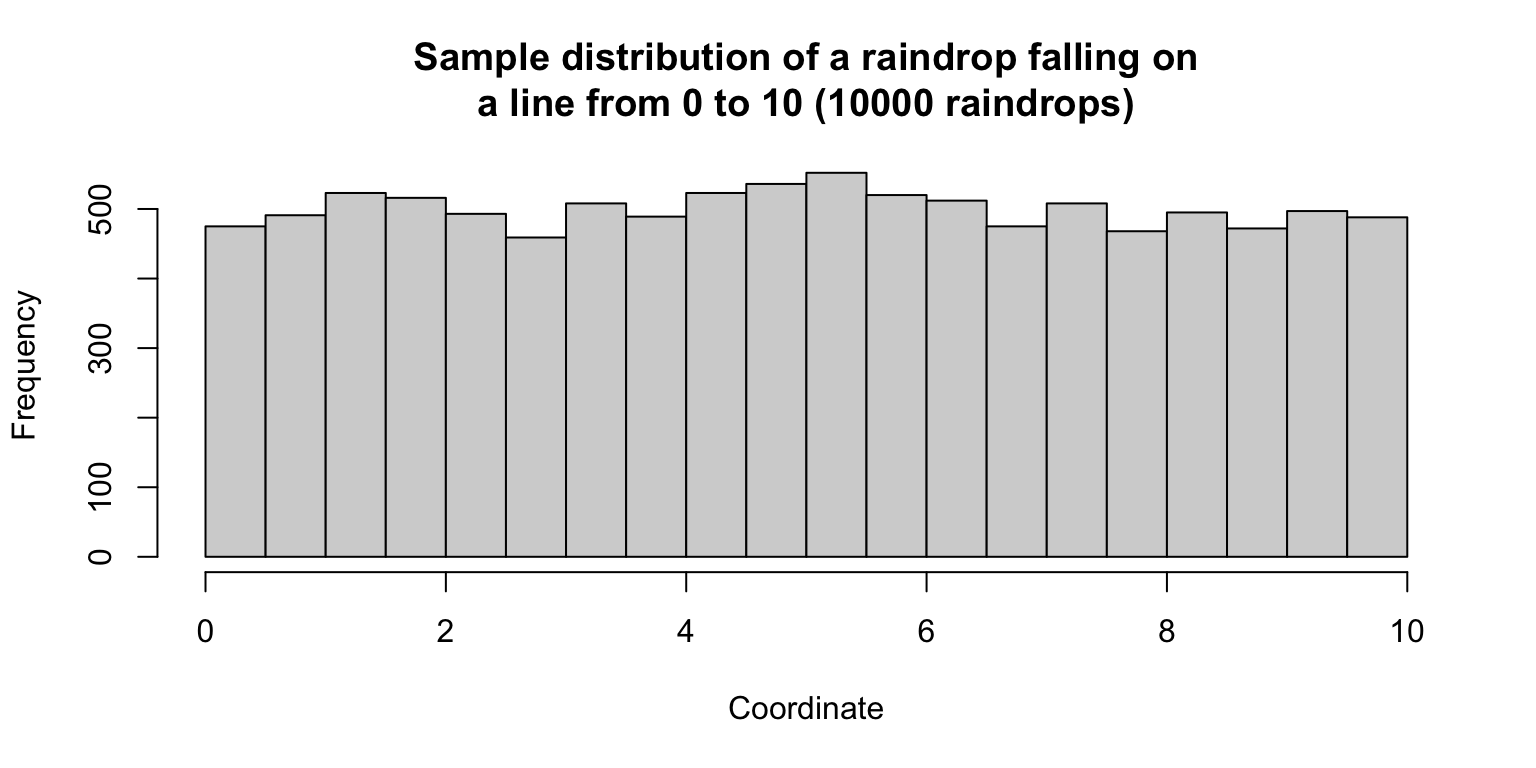 Sample distribution of a raindrop falling on
a line from 0 to 10 (10000 raindrops)
Frequency
500
300
100
0
0 2 4 6 8 10
Coordinate